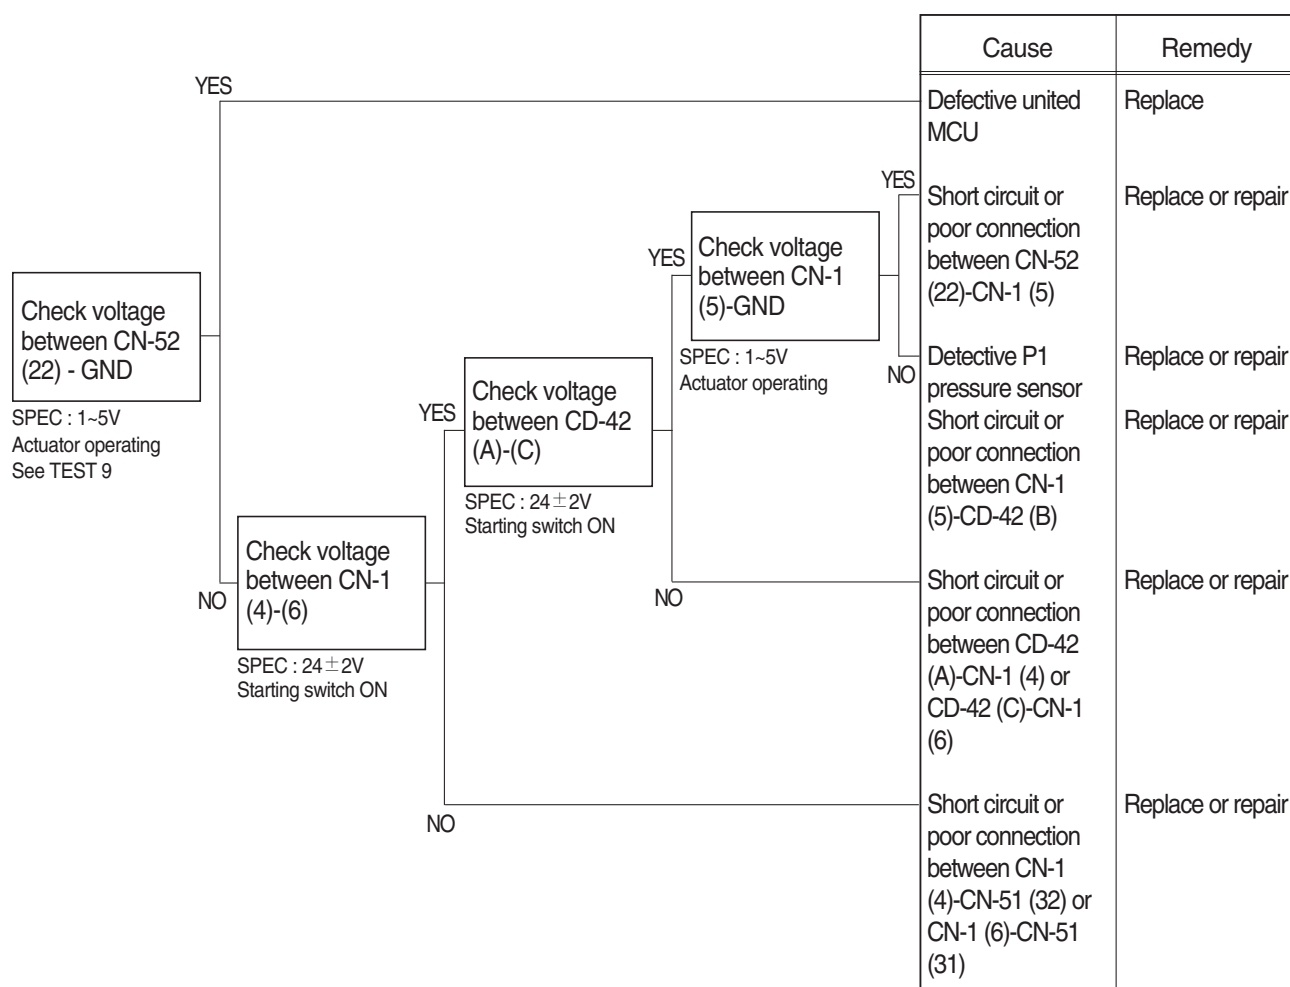 Cause
Remedy
YES
Defective united
MCU
Replace
YES
Short circuit or
poor connection
between CN-52
(22)-CN-1 (5)
Replace or repair
YES
Check voltage
between CN-1
(5)-GND
SPEC : 1~5V
Actuator operating
NO
Detective P1
pressure sensor
Replace or repair
Short circuit or
poor connection
between CN-1
(5)-CD-42 (B)
Replace or repair
Check voltage
between CN-52
(22) - GND
SPEC : 1~5V
Actuator operating
See TEST 9
YES
Check voltage
between CD-42
(A)-(C)
SPEC : 24±2V
Starting switch ON
NO
Check voltage
between CN-1
(4)-(6)
SPEC : 24±2V
Starting switch ON
NO
Short circuit or
poor connection
between CD-42
(A)-CN-1 (4) or
CD-42 (C)-CN-1
(6)
Replace or repair
NO
Short circuit or
poor connection
between CN-1
(4)-CN-51 (32) or
CN-1 (6)-CN-51
(31)
Replace or repair